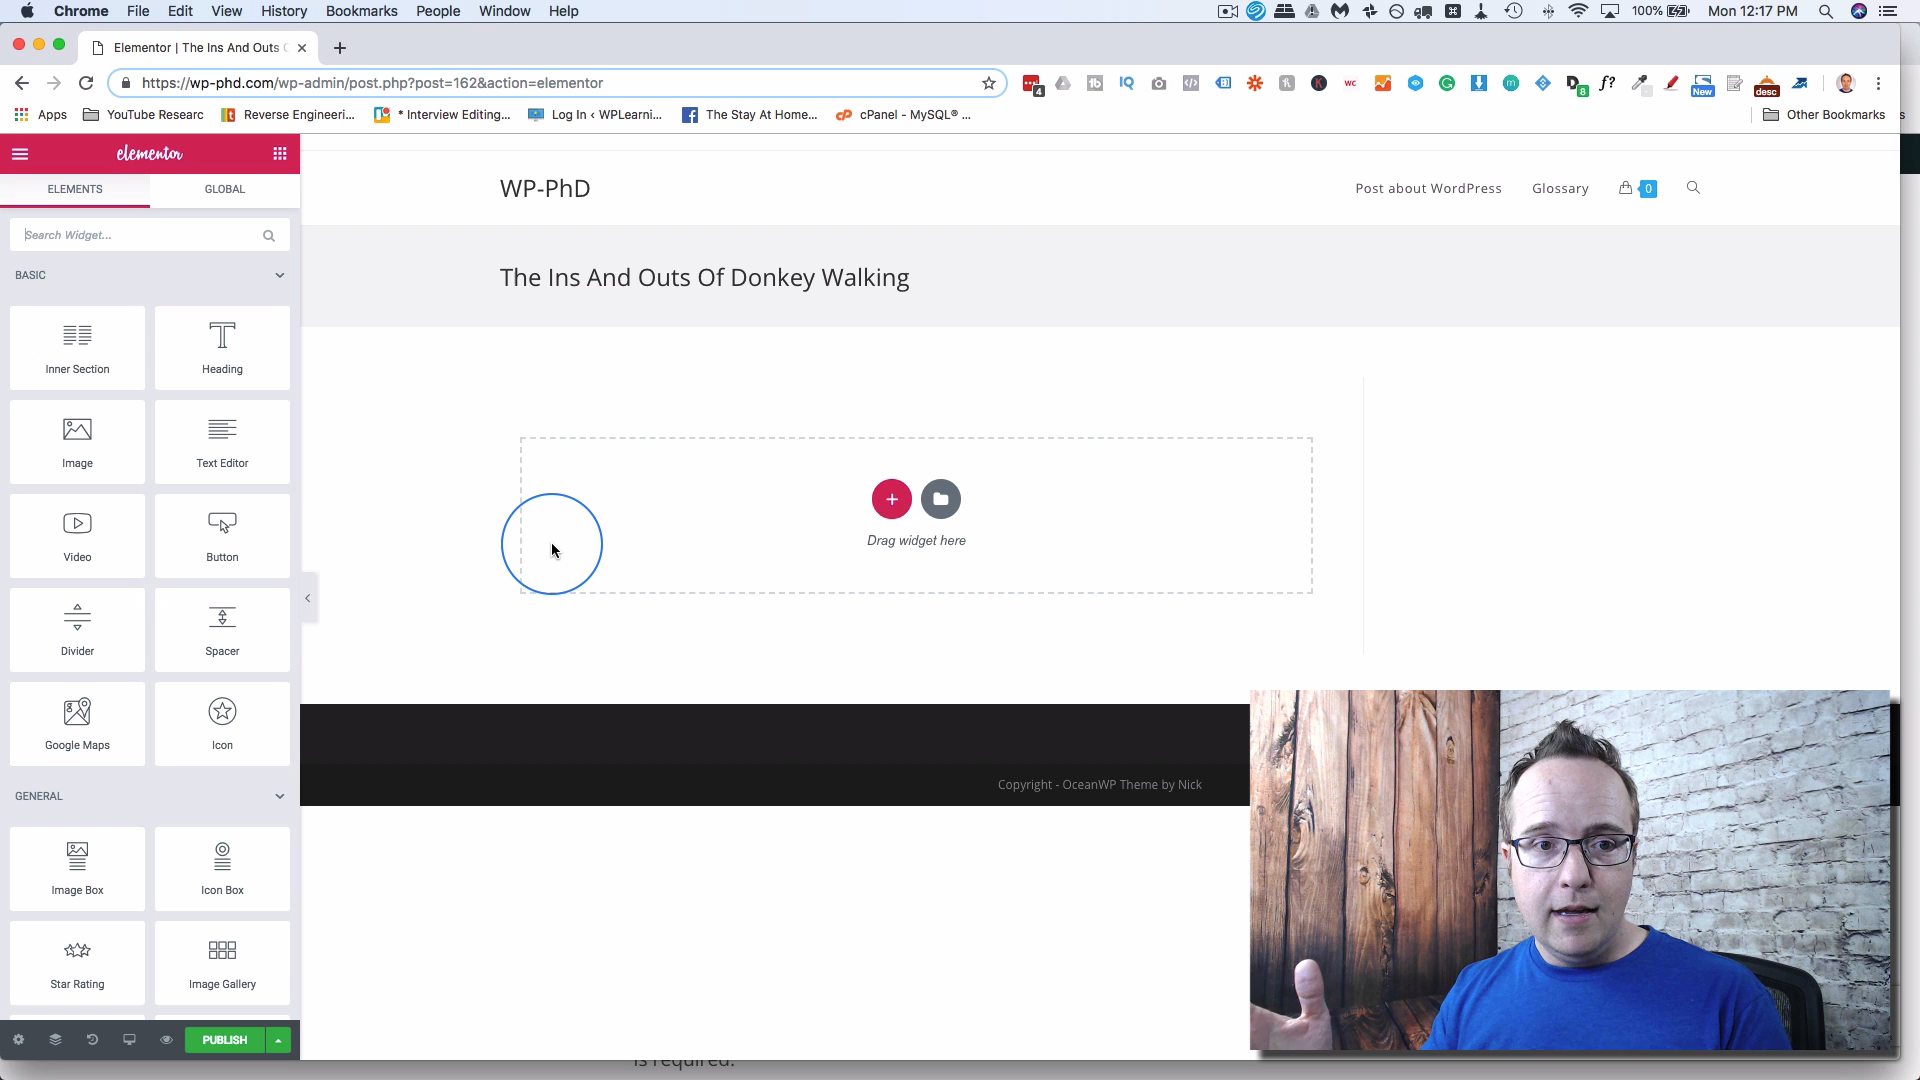 Chrome File Edit View History Bookmarks People Window Help
100% Mon 12:17 PM
Elementor | The Ins And Outs
https://wp-phd.com/wp-admin/post.php?post=162&action=elementor
Apps YouTube Researc Reverse Engineeri... * Interview Editing... Log In ‹ WPLearni... The Stay At Home... cPanel - MySQL® ... Other Bookmarks
elementor
ELEMENTS GLOBAL
WP-PhD
Post about WordPress Glossary 0
Search Widget...
BASIC
The Ins And Outs Of Donkey Walking
Inner Section Heading
Image Text Editor
Video Button
Drag widget here
Divider Spacer
Google Maps Icon
Copyright - OceanWP Theme by Nick
GENERAL
Image Box Icon Box
Star Rating Image Gallery
PUBLISH
is required.